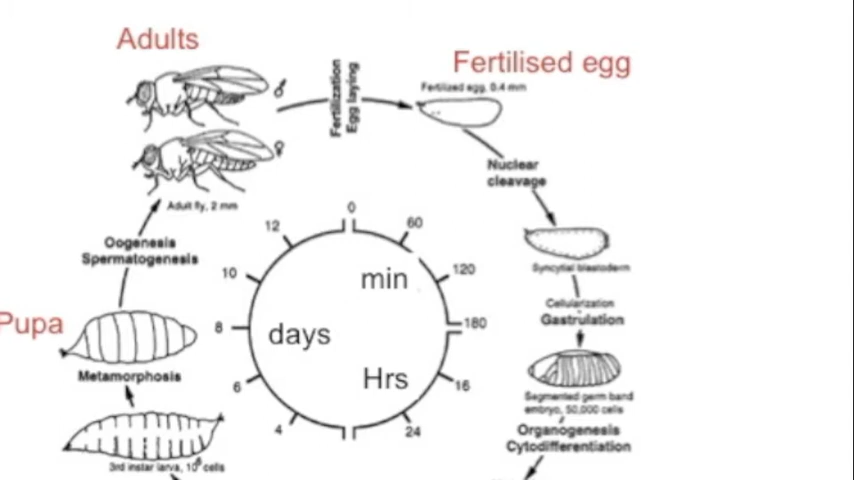 Adults
Fertilised egg
Fertilized egg, 0.4 mm
Fertilization
Egg laying
Nuclear
cleavage
Adult fly, 2 mm
Syncytial blastoderm
Oogenesis
Spermatogenesis
Cellularization
Gastrulation
0
60
120
180
16
24
4
6
8
10
12
min
days
Hrs
Pupa
Metamorphosis
Segmented germ band
embryo, 50,000 cells
Organogenesis
Cytodifferentiation
3rd instar larva, 10 cells